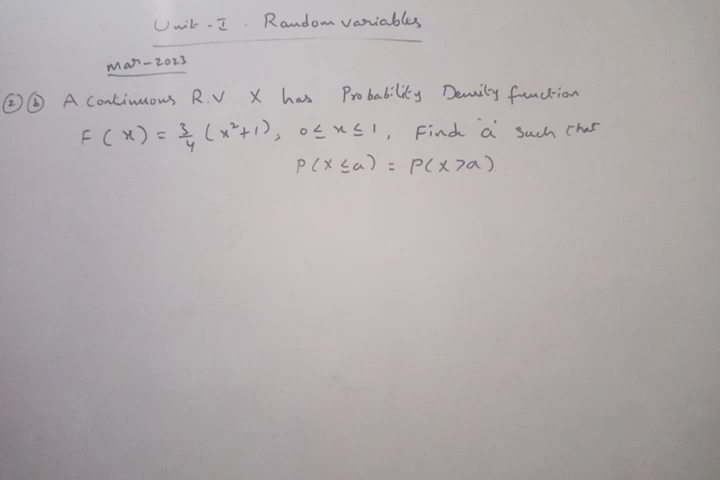 Unit - I . Random variables
mar-2023
② ⓑ A continuous R.V X has Probability Density function
F(x) = 3/4 (x²+1), 0 ≤ x ≤ 1, Find "a" such that
P(X ≤ a) = P(X > a).